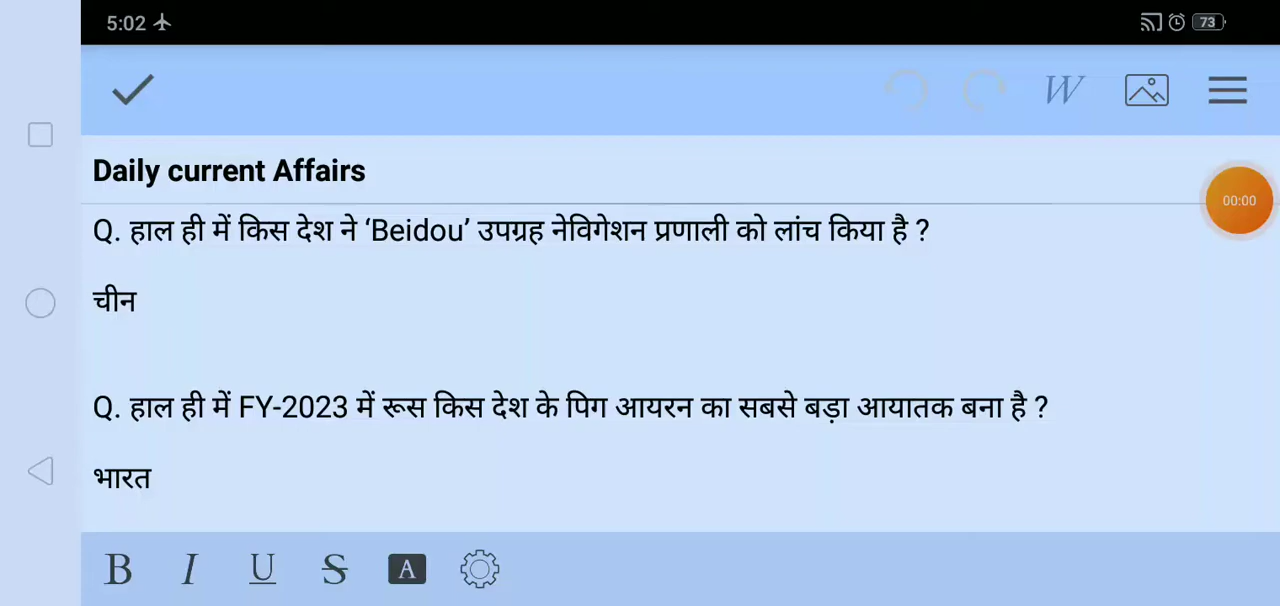 5:02
73
W
Daily current Affairs
00:00
Q. हाल ही में किस देश ने ‘Beidou’ उपग्रह नेविगेशन प्रणाली को लांच किया है ?
चीन
Q. हाल ही में FY-2023 में रूस किस देश के पिग आयरन का सबसे बड़ा आयातक बना है ?
भारत
B I U S A